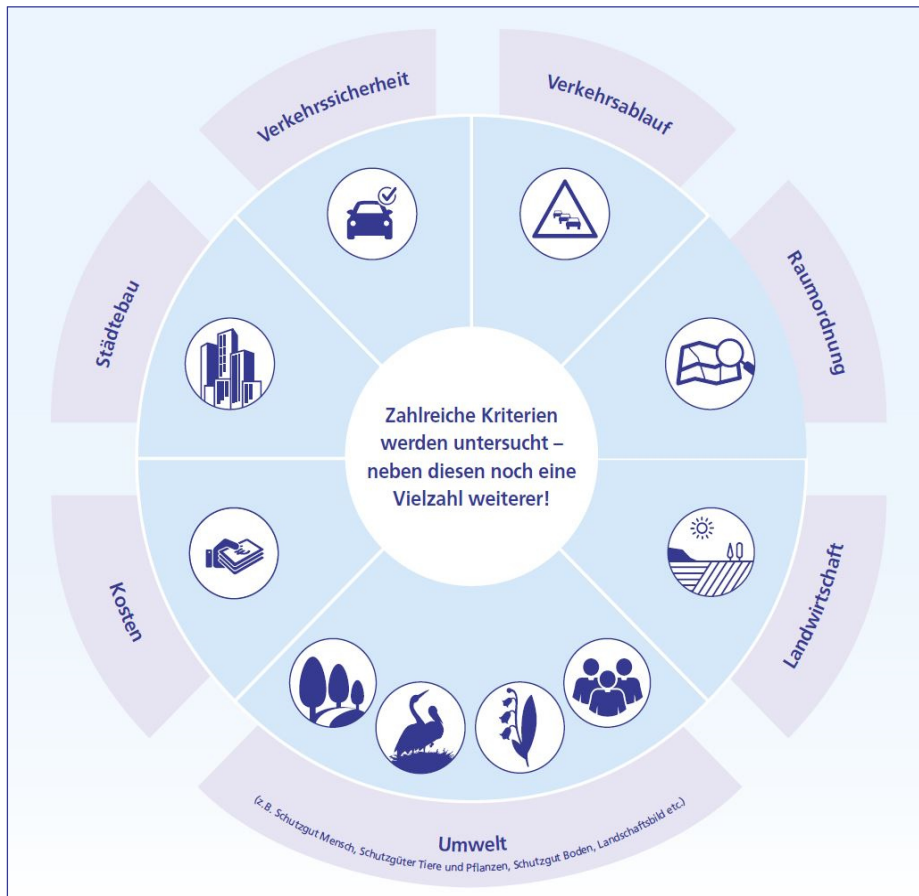 Verkehrssicherheit
Verkehrsablauf
Städtebau
Raumordnung
Zahlreiche Kriterien
werden untersucht –
neben diesen noch eine
Vielzahl weiterer!
Kosten
Landwirtschaft
Umwelt
(z.B. Schutzgut Mensch, Schutzgüter Tiere und Pflanzen, Schutzgut Boden, Landschaftsbild etc.)